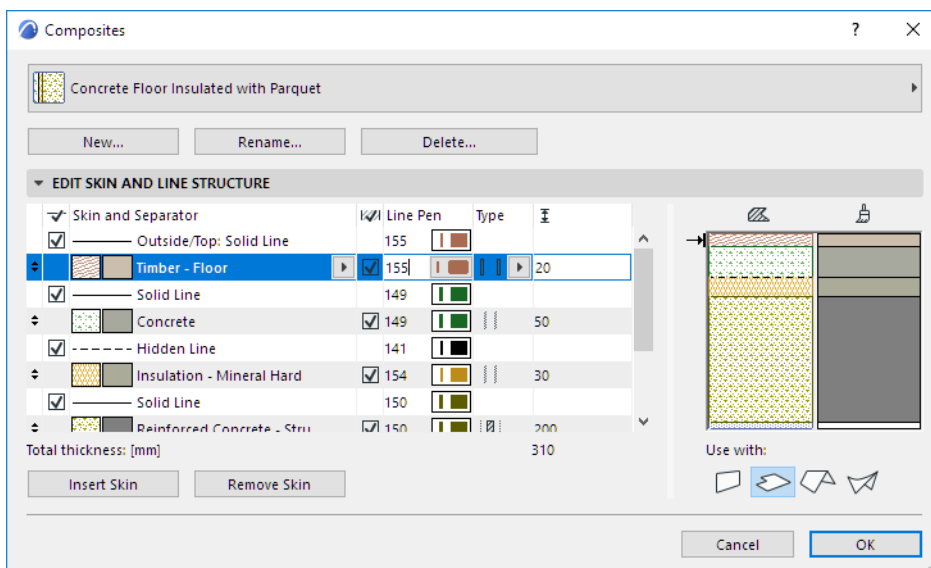 Composites ?
Concrete Floor Insulated with Parquet
New... Rename... Delete...
EDIT SKIN AND LINE STRUCTURE
Skin and Separator Line Pen Type
Outside/Top: Solid Line 155
Timber - Floor 155 20
Solid Line 149
Concrete 149 50
Hidden Line 141
Insulation - Mineral Hard 154 30
Solid Line 150
Reinforced Concrete - Stru 150 200
Total thickness: [mm] 310
Use with:
Insert Skin Remove Skin
Cancel OK